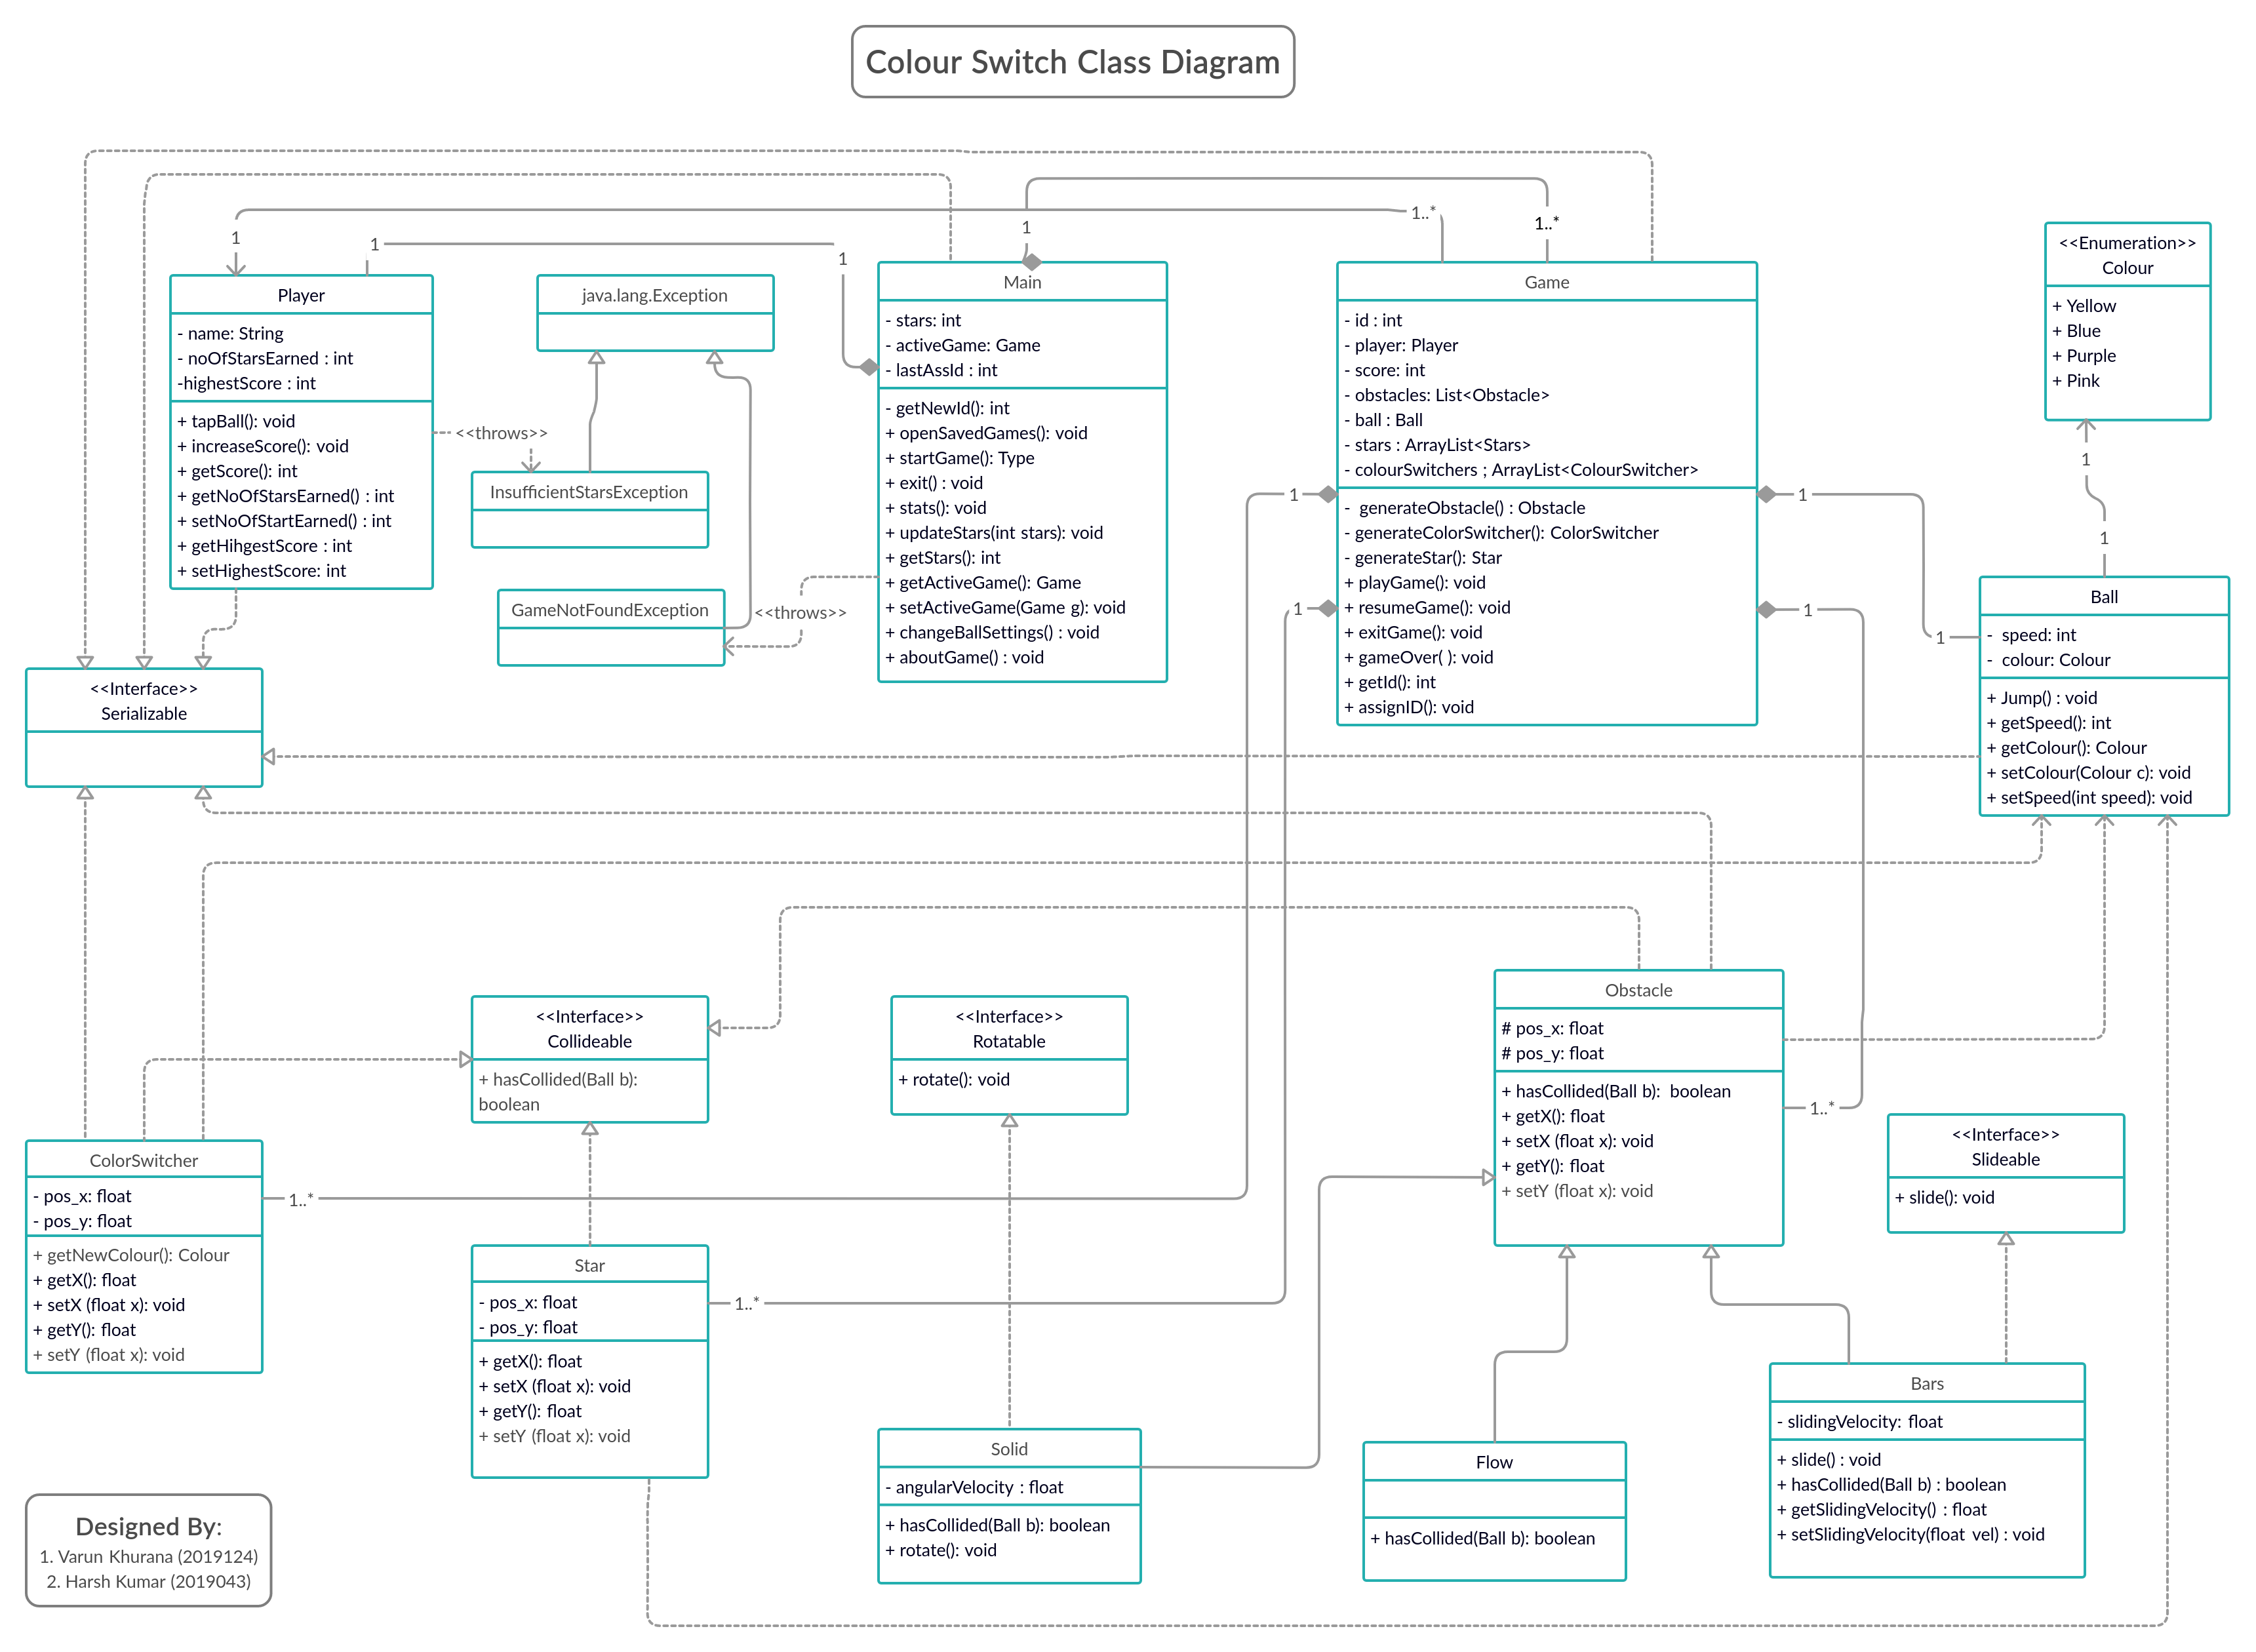 Colour Switch Class Diagram
1
1
1
1
1..*
1..*
Player
- name: String
- noOfStarsEarned : int
-highestScore : int
+ tapBall(): void
+ increaseScore(): void
+ getScore(): int
+ getNoOfStarsEarned() : int
+ setNoOfStartEarned() : int
+ getHihgestScore : int
+ setHighestScore: int
java.lang.Exception
<<throws>>
InsufficientStarsException
GameNotFoundException
<<throws>>
Main
- stars: int
- activeGame: Game
- lastAssId : int
- getNewId(): int
+ openSavedGames(): void
+ startGame(): Type
+ exit() : void
+ stats(): void
+ updateStars(int stars): void
+ getStars(): int
+ getActiveGame(): Game
+ setActiveGame(Game g): void
+ changeBallSettings() : void
+ aboutGame() : void
Game
- id : int
- player: Player
- score: int
- obstacles: List<Obstacle>
- ball : Ball
- stars : ArrayList<Stars>
- colourSwitchers ; ArrayList<ColourSwitcher>
- generateObstacle() : Obstacle
- generateColorSwitcher(): ColorSwitcher
- generateStar(): Star
+ playGame(): void
+ resumeGame(): void
+ exitGame(): void
+ gameOver( ): void
+ getId(): int
+ assignID(): void
1
1
1
1
<<Enumeration>>
Colour
+ Yellow
+ Blue
+ Purple
+ Pink
1
1
1
Ball
- speed: int
- colour: Colour
+ Jump() : void
+ getSpeed(): int
+ getColour(): Colour
+ setColour(Colour c): void
+ setSpeed(int speed): void
<<Interface>>
Serializable
<<Interface>>
Collideable
+ hasCollided(Ball b):
boolean
<<Interface>>
Rotatable
+ rotate(): void
Obstacle
# pos_x: float
# pos_y: float
+ hasCollided(Ball b): boolean
+ getX(): float
+ setX (float x): void
+ getY(): float
+ setY (float x): void
1..*
<<Interface>>
Slideable
+ slide(): void
ColorSwitcher
- pos_x: float
- pos_y: float
+ getNewColour(): Colour
+ getX(): float
+ setX (float x): void
+ getY(): float
+ setY (float x): void
1..*
Star
- pos_x: float
- pos_y: float
+ getX(): float
+ setX (float x): void
+ getY(): float
+ setY (float x): void
1..*
Solid
- angularVelocity : float
+ hasCollided(Ball b): boolean
+ rotate(): void
Flow
+ hasCollided(Ball b): boolean
Bars
- slidingVelocity: float
+ slide() : void
+ hasCollided(Ball b) : boolean
+ getSlidingVelocity() : float
+ setSlidingVelocity(float vel) : void
Designed By:
1. Varun Khurana (2019124)
2. Harsh Kumar (2019043)